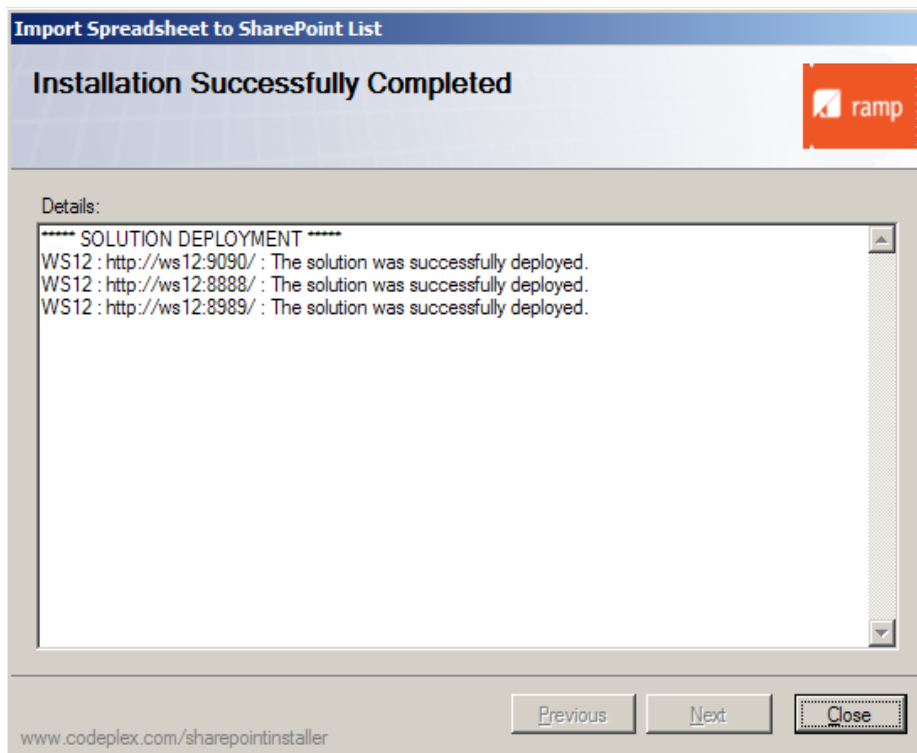 Import Spreadsheet to SharePoint List
Installation Successfully Completed
ramp
Details:
***** SOLUTION DEPLOYMENT *****
WS12 : http://ws12:9090/ : The solution was successfully deployed.
WS12 : http://ws12:8888/ : The solution was successfully deployed.
WS12 : http://ws12:8989/ : The solution was successfully deployed.
Previous
Next
Close
www.codeplex.com/sharepointinstaller